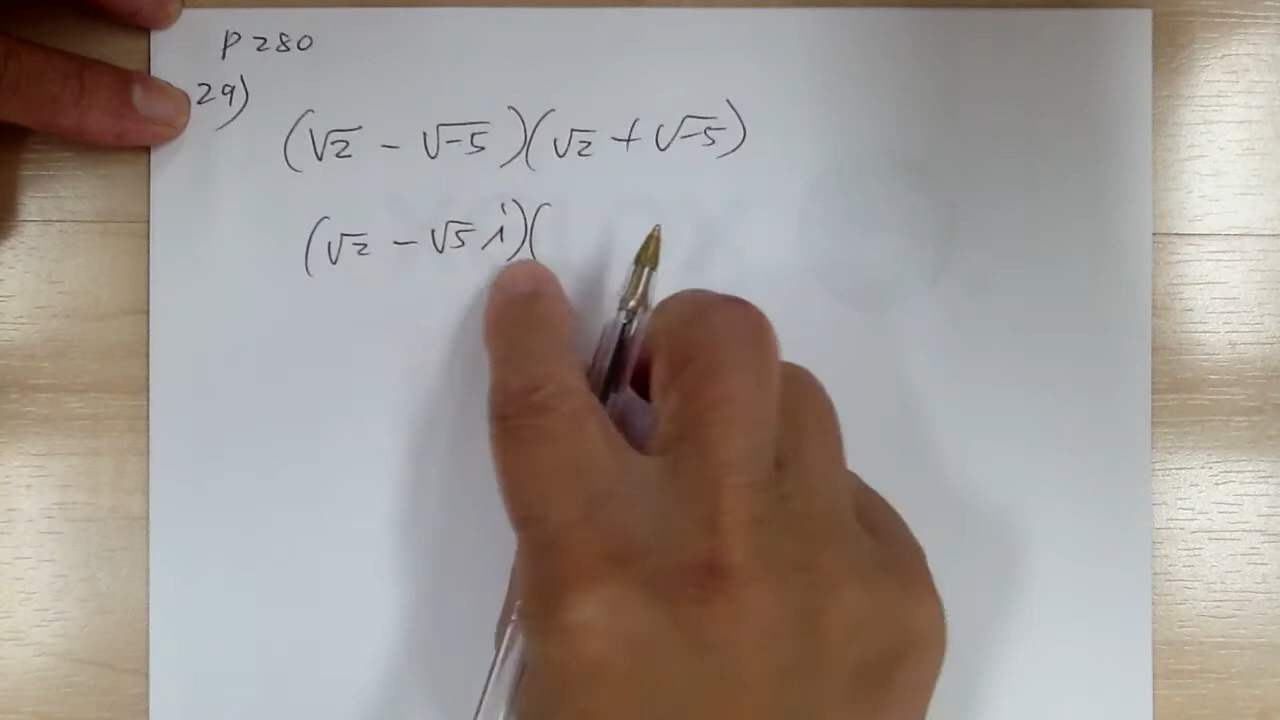 P280
29)
(√2 - √-5)(√2 + √-5)
(√2 - √5 i)(